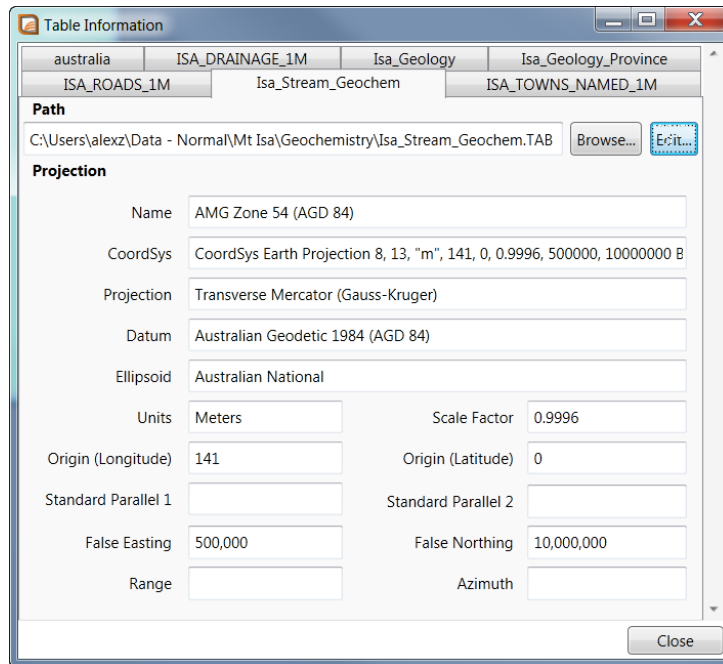 Table Information
australia ISA_DRAINAGE_1M Isa_Geology Isa_Geology_Province
ISA_ROADS_1M Isa_Stream_Geochem ISA_TOWNS_NAMED_1M
Path
C:\Users\alexz\Data - Normal\Mt Isa\Geochemistry\Isa_Stream_Geochem.TAB Browse... Edit...
Projection
Name AMG Zone 54 (AGD 84)
CoordSys CoordSys Earth Projection 8, 13, "m", 141, 0, 0.9996, 500000, 10000000 B
Projection Transverse Mercator (Gauss-Kruger)
Datum Australian Geodetic 1984 (AGD 84)
Ellipsoid Australian National
Units Meters Scale Factor 0.9996
Origin (Longitude) 141 Origin (Latitude) 0
Standard Parallel 1 Standard Parallel 2
False Easting 500,000 False Northing 10,000,000
Range Azimuth
Close